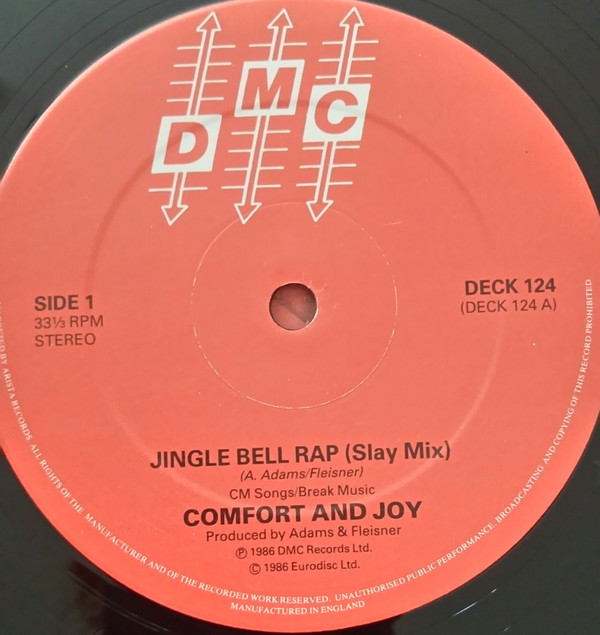 DMC
SIDE 1
33⅓ RPM
STEREO
DECK 124
(DECK 124 A)
JINGLE BELL RAP (Slay Mix)
(A. Adams/Fleisner)
CM Songs/Break Music
COMFORT AND JOY
Produced by Adams & Fleisner
℗ 1986 DMC Records Ltd.
© 1986 Eurodisc Ltd.
BY ARISTA RECORDS ALL RIGHTS OF THE MANUFACTURER AND OF THE RECORDED WORK RESERVED. UNAUTHORISED PUBLIC PERFORMANCE, BROADCASTING AND COPYING OF THIS RECORD PROHIBITED
MANUFACTURED IN ENGLAND